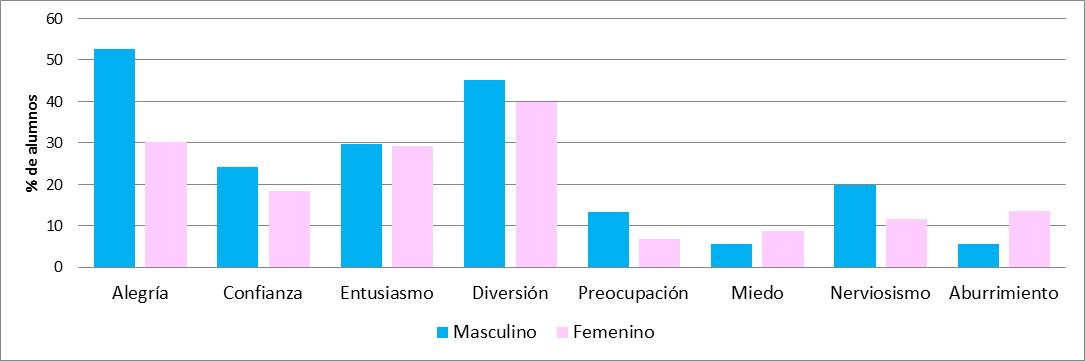 60
50
40
30
20
10
0
% de alumnos
Alegría Confianza Entusiasmo Diversión Preocupación Miedo Nerviosismo Aburrimiento
Masculino Femenino